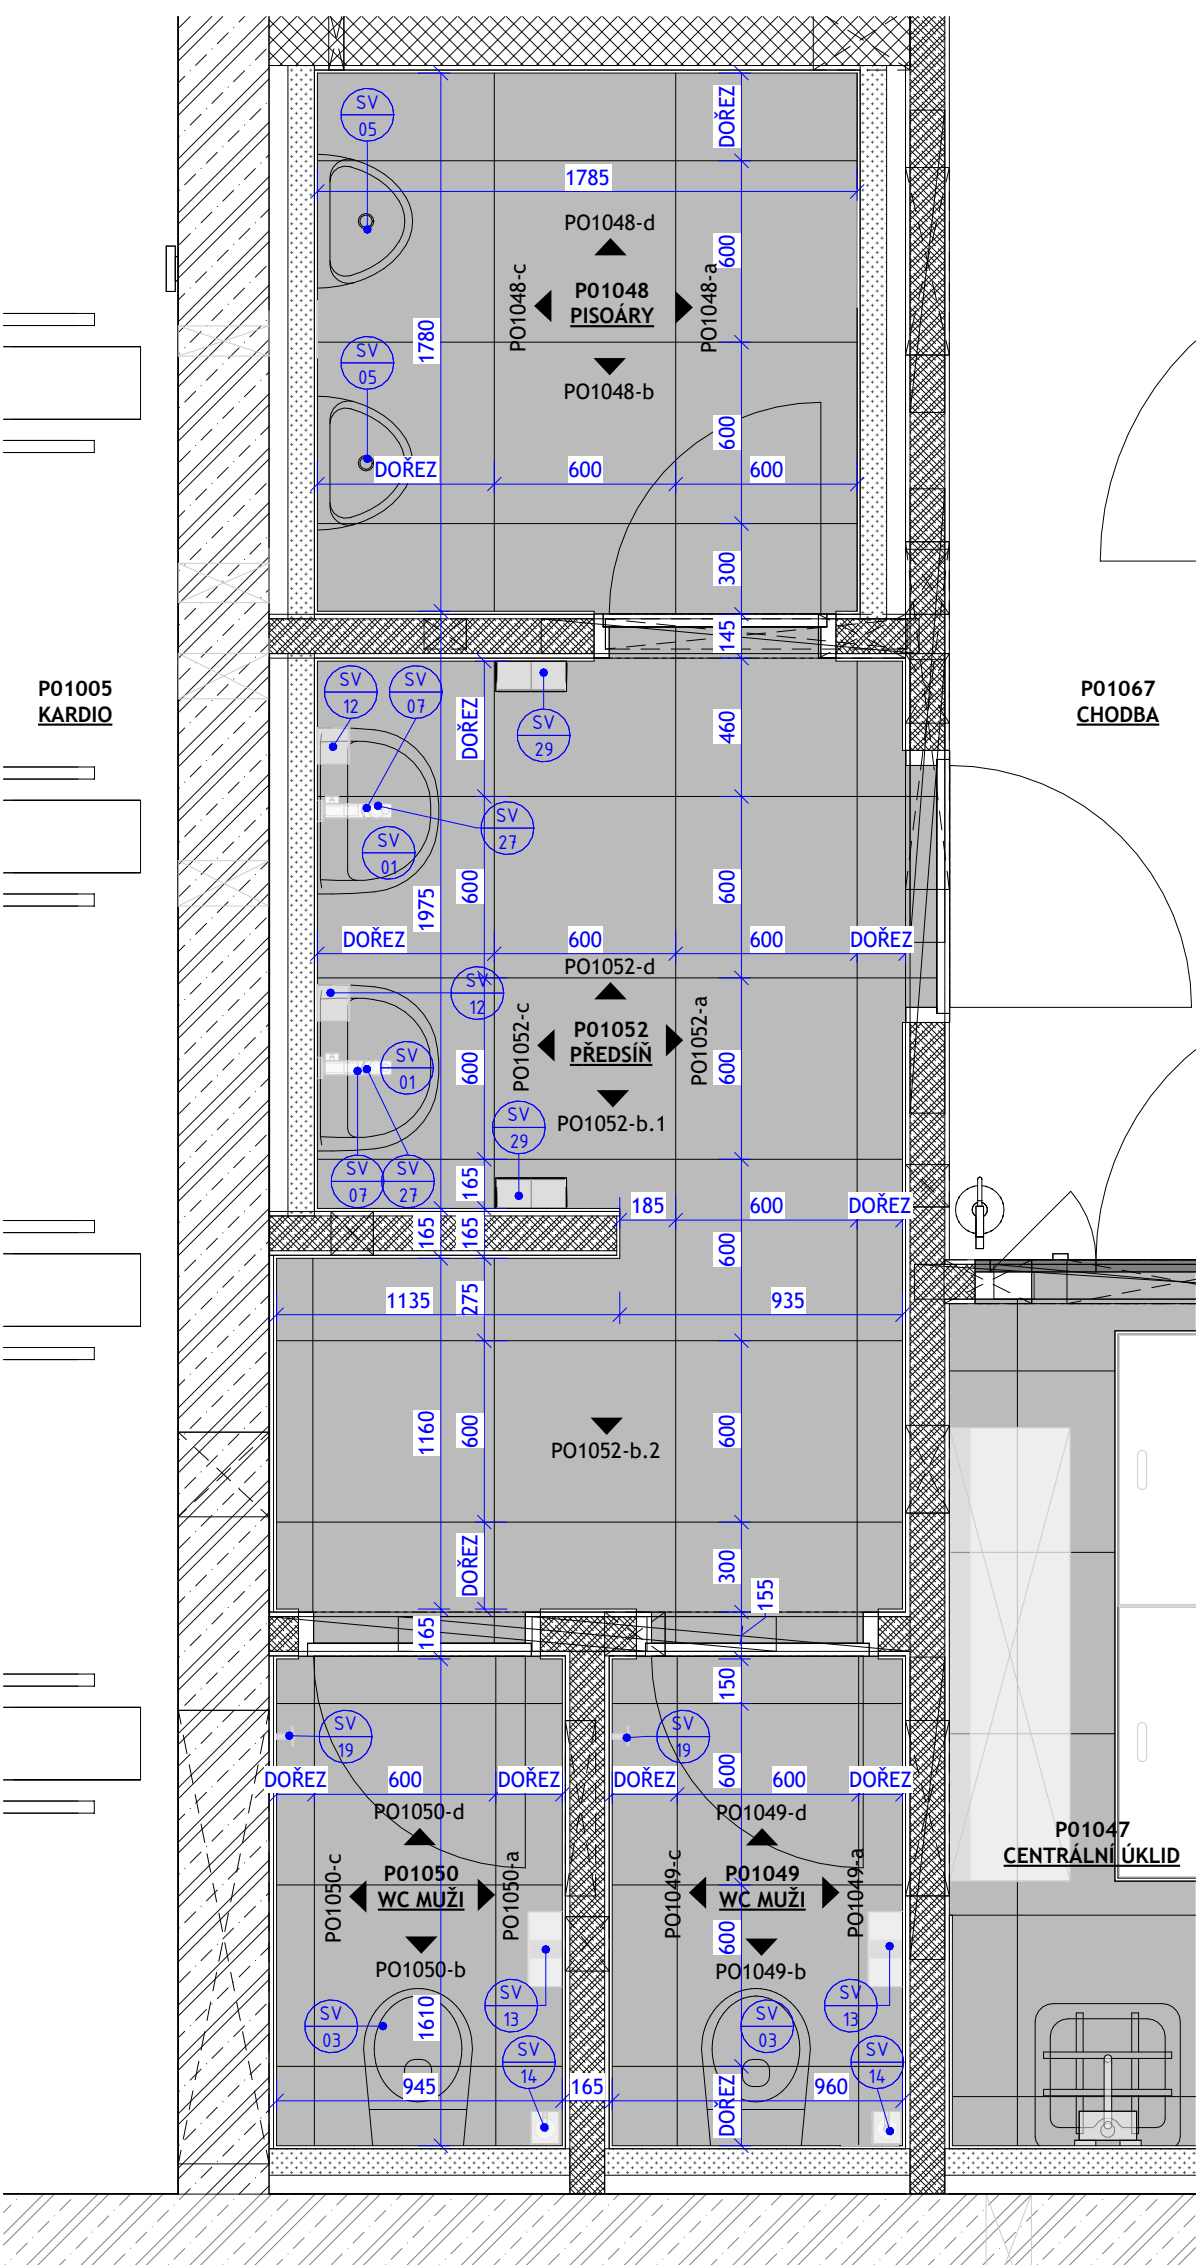 SV
05
DOŘEZ
1785
PO1048-d
600
PO1048-c
P01048
PISOÁRY
PO1048-a
1780
SV
05
PO1048-b
600
DOŘEZ
600
600
300
145
P01005
KARDIO
SV
12
SV
07
DOŘEZ
SV
29
460
P01067
CHODBA
SV
27
SV
01
600
1975
600
DOŘEZ
600
600
DOŘEZ
PO1052-d
SV
12
PO1052-c
P01052
PŘEDSÍŇ
PO1052-a
SV
01
600
600
PO1052-b.1
SV
29
SV
07
SV
27
165
185
600
DOŘEZ
165
165
600
1135
275
935
1160
600
600
PO1052-b.2
DOŘEZ
300
155
165
150
SV
19
SV
19
600
DOŘEZ
600
DOŘEZ
DOŘEZ
600
DOŘEZ
PO1050-d
PO1049-d
PO1050-c
P01050
WC MUŽI
PO1050-a
PO1049-c
P01049
WC MUŽI
PO1049-a
P01047
CENTRÁLNÍ ÚKLID
600
PO1050-b
PO1049-b
SV
03
1610
SV
13
SV
03
SV
13
SV
14
SV
14
945
165
DOŘEZ
960